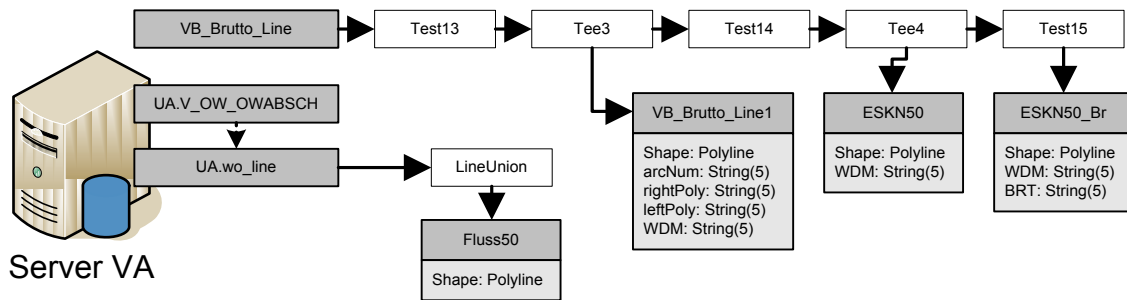 VB_Brutto_Line
Test13
Tee3
Test14
Tee4
Test15
UA.V_OW_OWABSCH
UA.wo_line
LineUnion
Server VA
Fluss50
Shape: Polyline
VB_Brutto_Line1
Shape: Polyline
arcNum: String(5)
rightPoly: String(5)
leftPoly: String(5)
WDM: String(5)
ESKN50
Shape: Polyline
WDM: String(5)
ESKN50_Br
Shape: Polyline
WDM: String(5)
BRT: String(5)